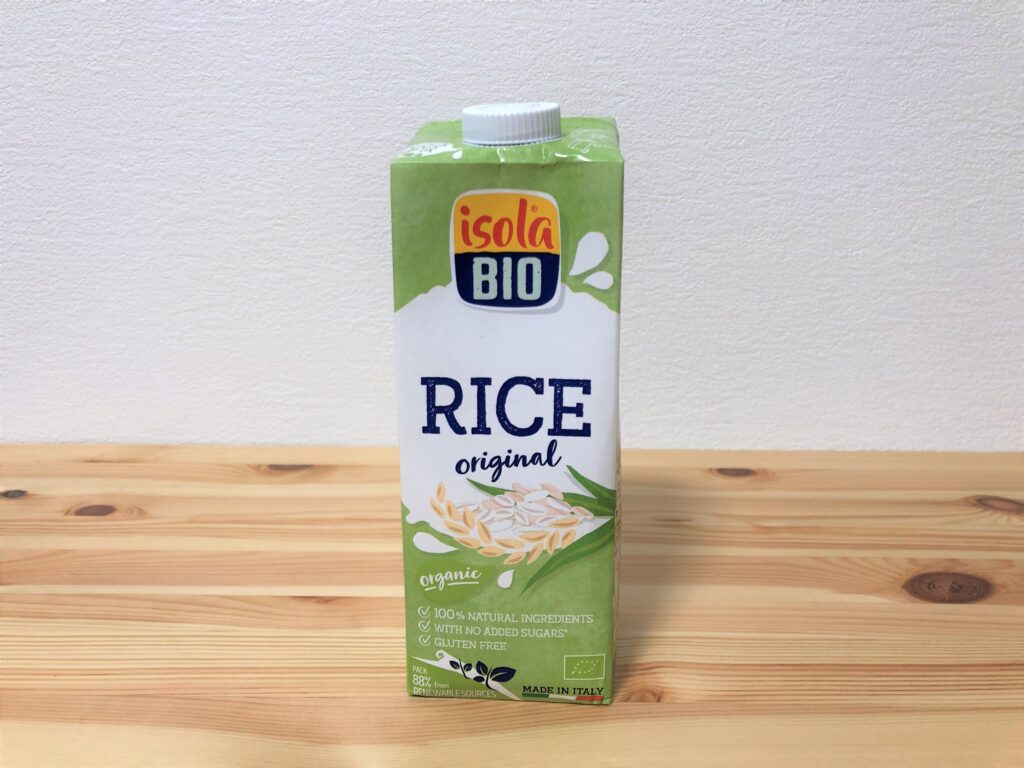 isola®
BIO
RICE
original
organic
100% NATURAL INGREDIENTS
WITH NO ADDED SUGARS*
GLUTEN FREE
PACK
88% from
RENEWABLE SOURCES
MADE IN ITALY